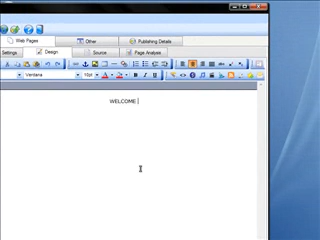 Web Pages Other Publishing Details
Settings Design Source Page Analysis
Verdana 10pt B I U
WELCOME